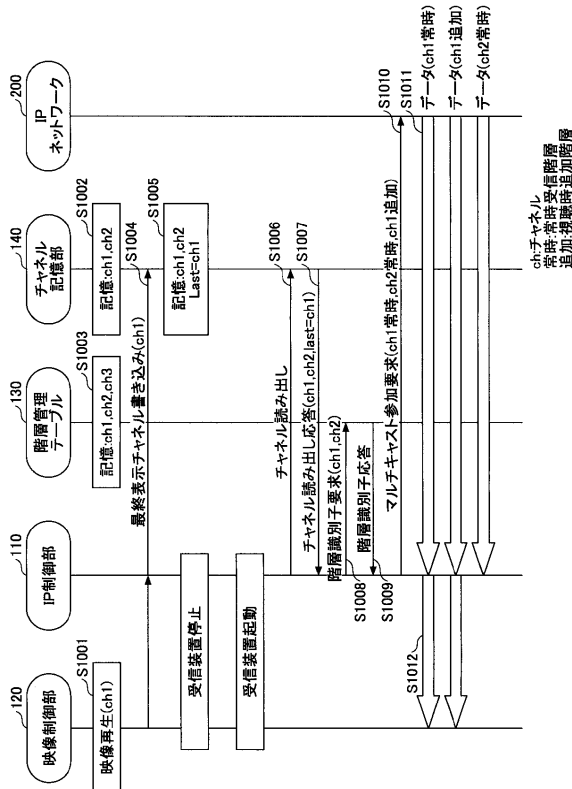 120
映像制御部
110
IP制御部
130
階層管理
テーブル
140
チャネル
記憶部
200
IP
ネットワーク
S1001
映像再生(ch1)
S1003
記憶:ch1,ch2,ch3
S1002
記憶:ch1,ch2
最終表示チャネル書き込み(ch1)
S1004
S1005
記憶:ch1,ch2
Last=ch1
受信装置停止
受信装置起動
チャネル読み出し
S1006
チャネル読み出し応答(ch1,ch2,last=ch1)
S1007
階層識別子要求(ch1,ch2)
S1008
階層識別子応答
S1009
マルチキャスト参加要求(ch1常時,ch2常時,ch1追加)
S1010
S1011
データ(ch1常時)
データ(ch1追加)
データ(ch2常時)
S1012
ch:チャネル
常時:常時受信階層
追加:視聴時追加階層